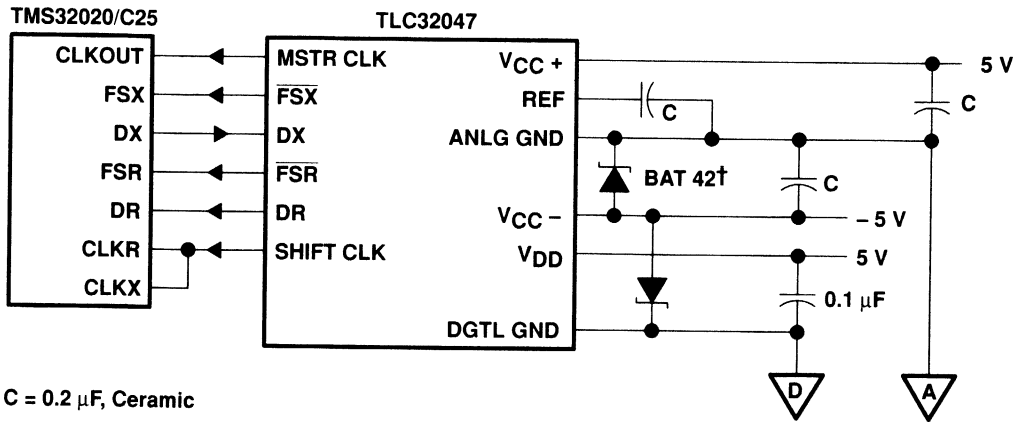 TMS32020/C25
TLC32047
CLKOUT
MSTR CLK
VCC +
5 V
FSX
FSX
REF
C
C
DX
DX
ANLG GND
FSR
FSR
BAT 42†
C
DR
DR
VCC –
– 5 V
CLKR
SHIFT CLK
VDD
5 V
CLKX
0.1 μF
DGTL GND
D
A
C = 0.2 μF, Ceramic